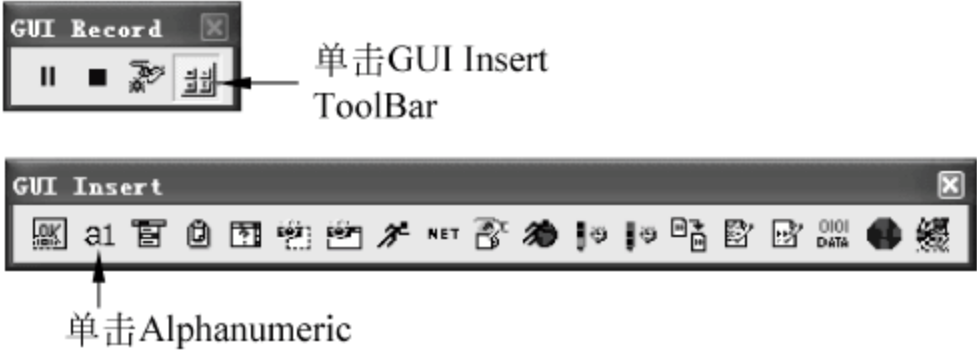 GUI Record
单击GUI Insert
ToolBar
GUI Insert
OK a1 NET 0101 DATA
单击Alphanumeric